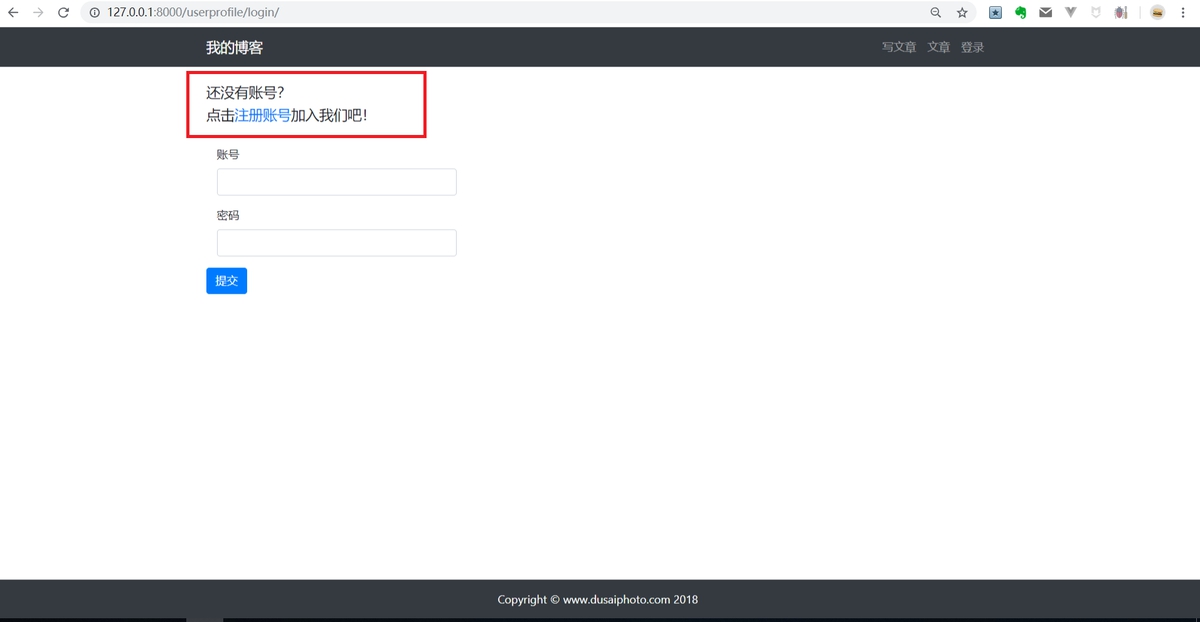 127.0.0.1:8000/userprofile/login/
我的博客
写文章 文章 登录
还没有账号?
点击注册账号加入我们吧!
账号
密码
提交
Copyright © www.dusaiphoto.com 2018